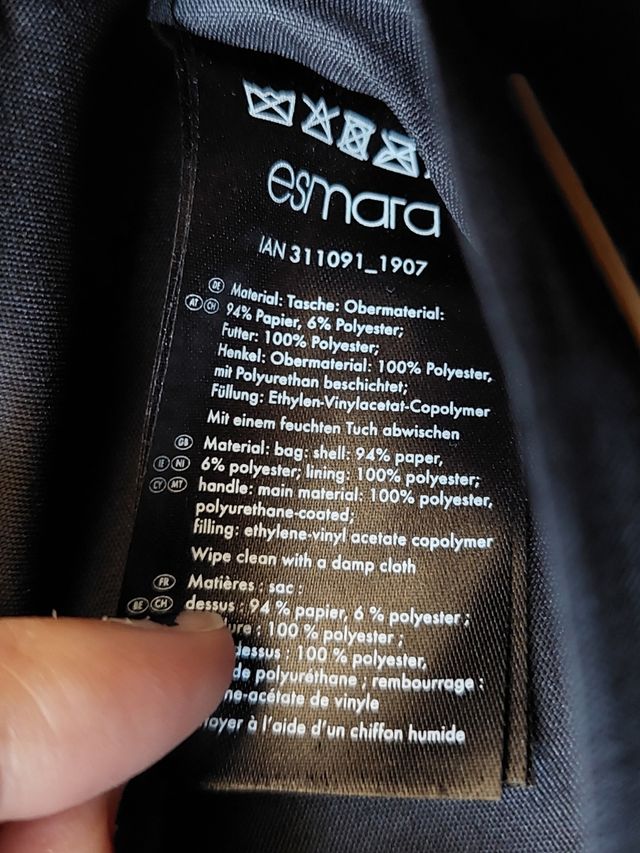 esmara
IAN 311091_1907
DE Material: Tasche: Obermaterial:
AT CH 94% Papier, 6% Polyester;
Futter: 100% Polyester;
Henkel: Obermaterial: 100% Polyester,
mit Polyurethan beschichtet;
Füllung: Ethylen-Vinylacetat-Copolymer
Mit einem feuchten Tuch abwischen
GB Material: bag: shell: 94% paper,
IE NI 6% polyester; lining: 100% polyester;
CY MT handle: main material: 100% polyester,
polyurethane-coated;
filling: ethylene-vinyl acetate copolymer
Wipe clean with a damp cloth
FR Matières : sac :
BE CH dessus : 94 % papier, 6 % polyester ;
: 100 % polyester ;
dessus : 100 % polyester,
de polyuréthane ; rembourrage :
-acétate de vinyle
à l'aide d'un chiffon humide